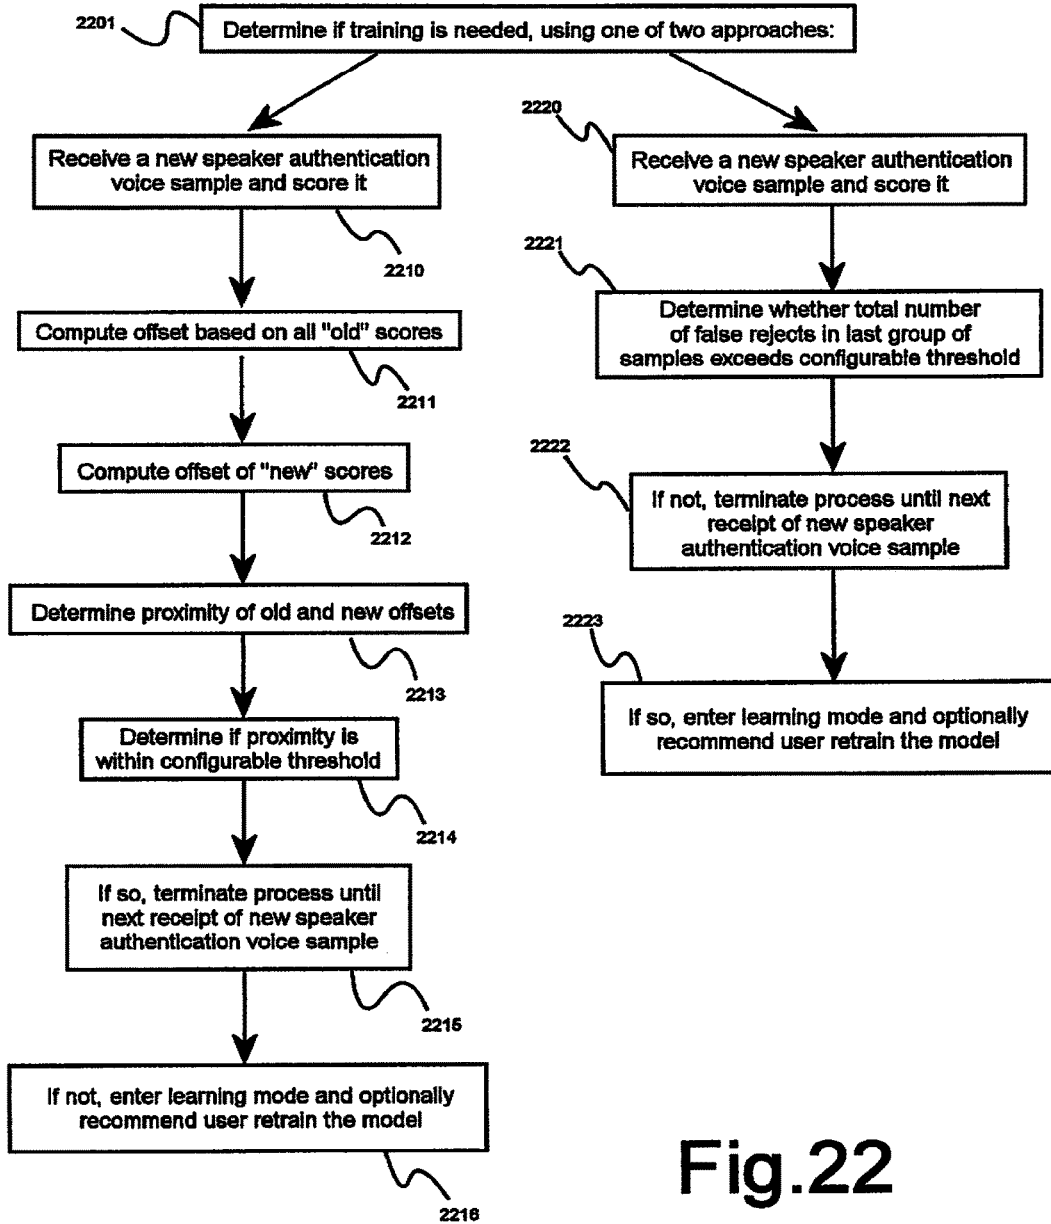 2201
Determine if training is needed, using one of two approaches:
Receive a new speaker authentication
voice sample and score it
2210
Compute offset based on all "old" scores
2211
Compute offset of "new" scores
2212
Determine proximity of old and new offsets
2213
Determine if proximity is
within configurable threshold
2214
If so, terminate process until
next receipt of new speaker
authentication voice sample
2215
If not, enter learning mode and optionally
recommend user retrain the model
2216
2220
Receive a new speaker authentication
voice sample and score it
2221
Determine whether total number
of false rejects in last group of
samples exceeds configurable threshold
2222
If not, terminate process until next
receipt of new speaker
authentication voice sample
2223
If so, enter learning mode and optionally
recommend user retrain the model
Fig.22